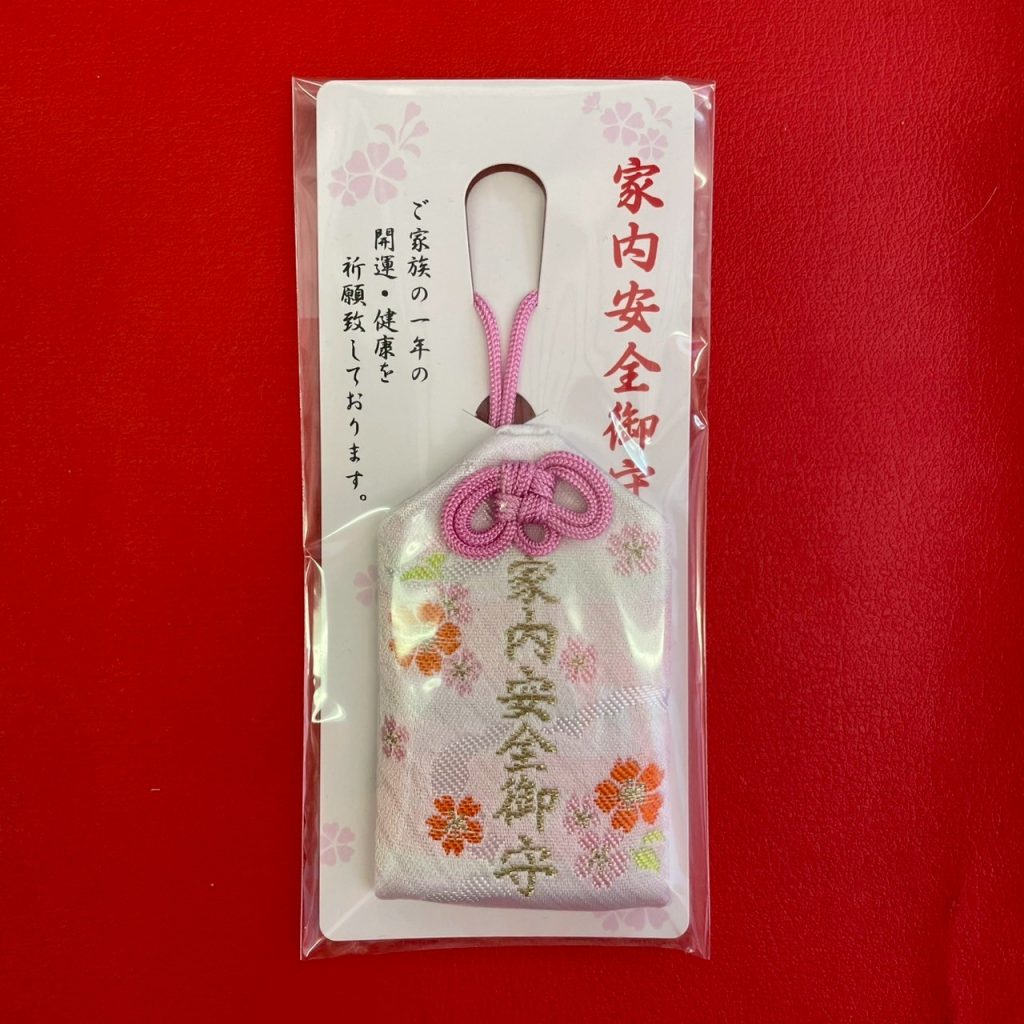 家内安全御守
ご家族の一年の
開運・健康を
祈願致しております。
家内安全御守